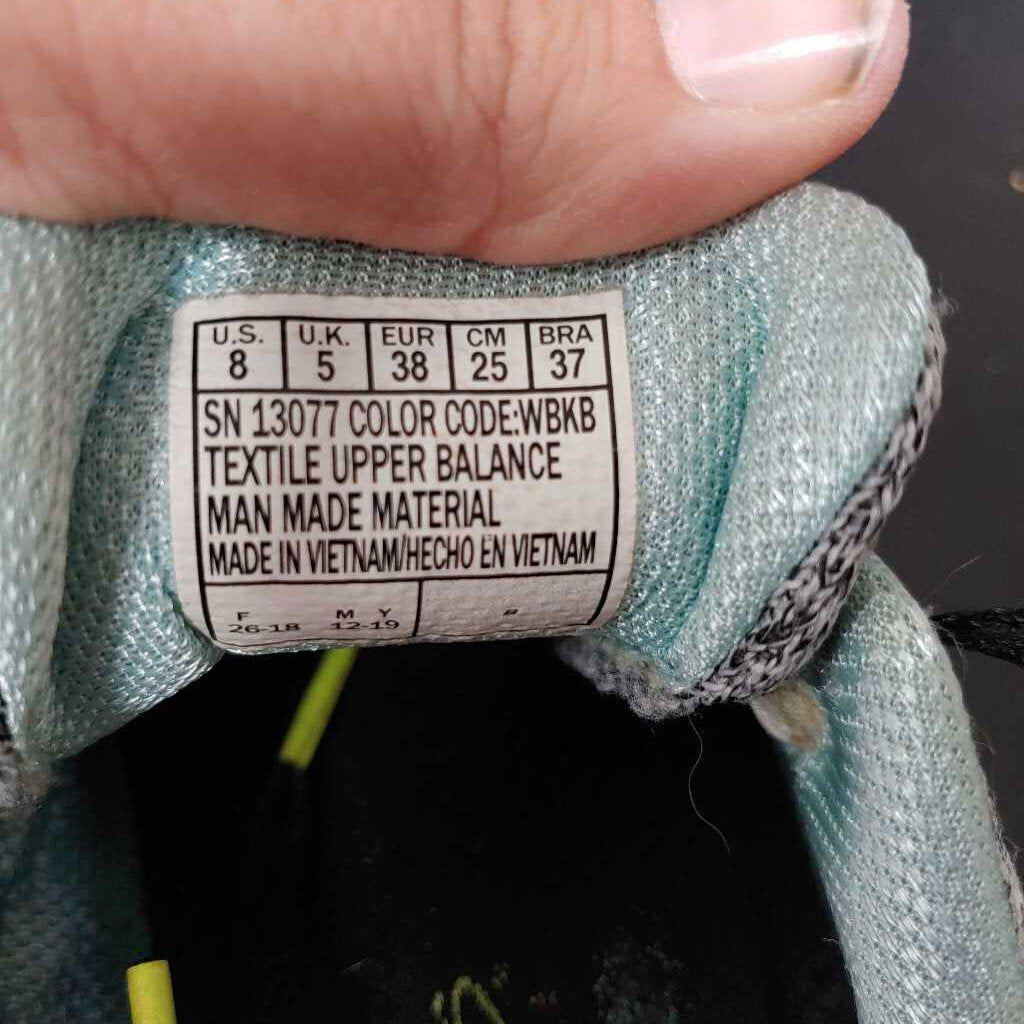 U.S. U.K. EUR CM BRA
8 5 38 25 37
SN 13077 COLOR CODE:WBKB
TEXTILE UPPER BALANCE
MAN MADE MATERIAL
MADE IN VIETNAM/HECHO EN VIETNAM
F M Y
26-18 12-19